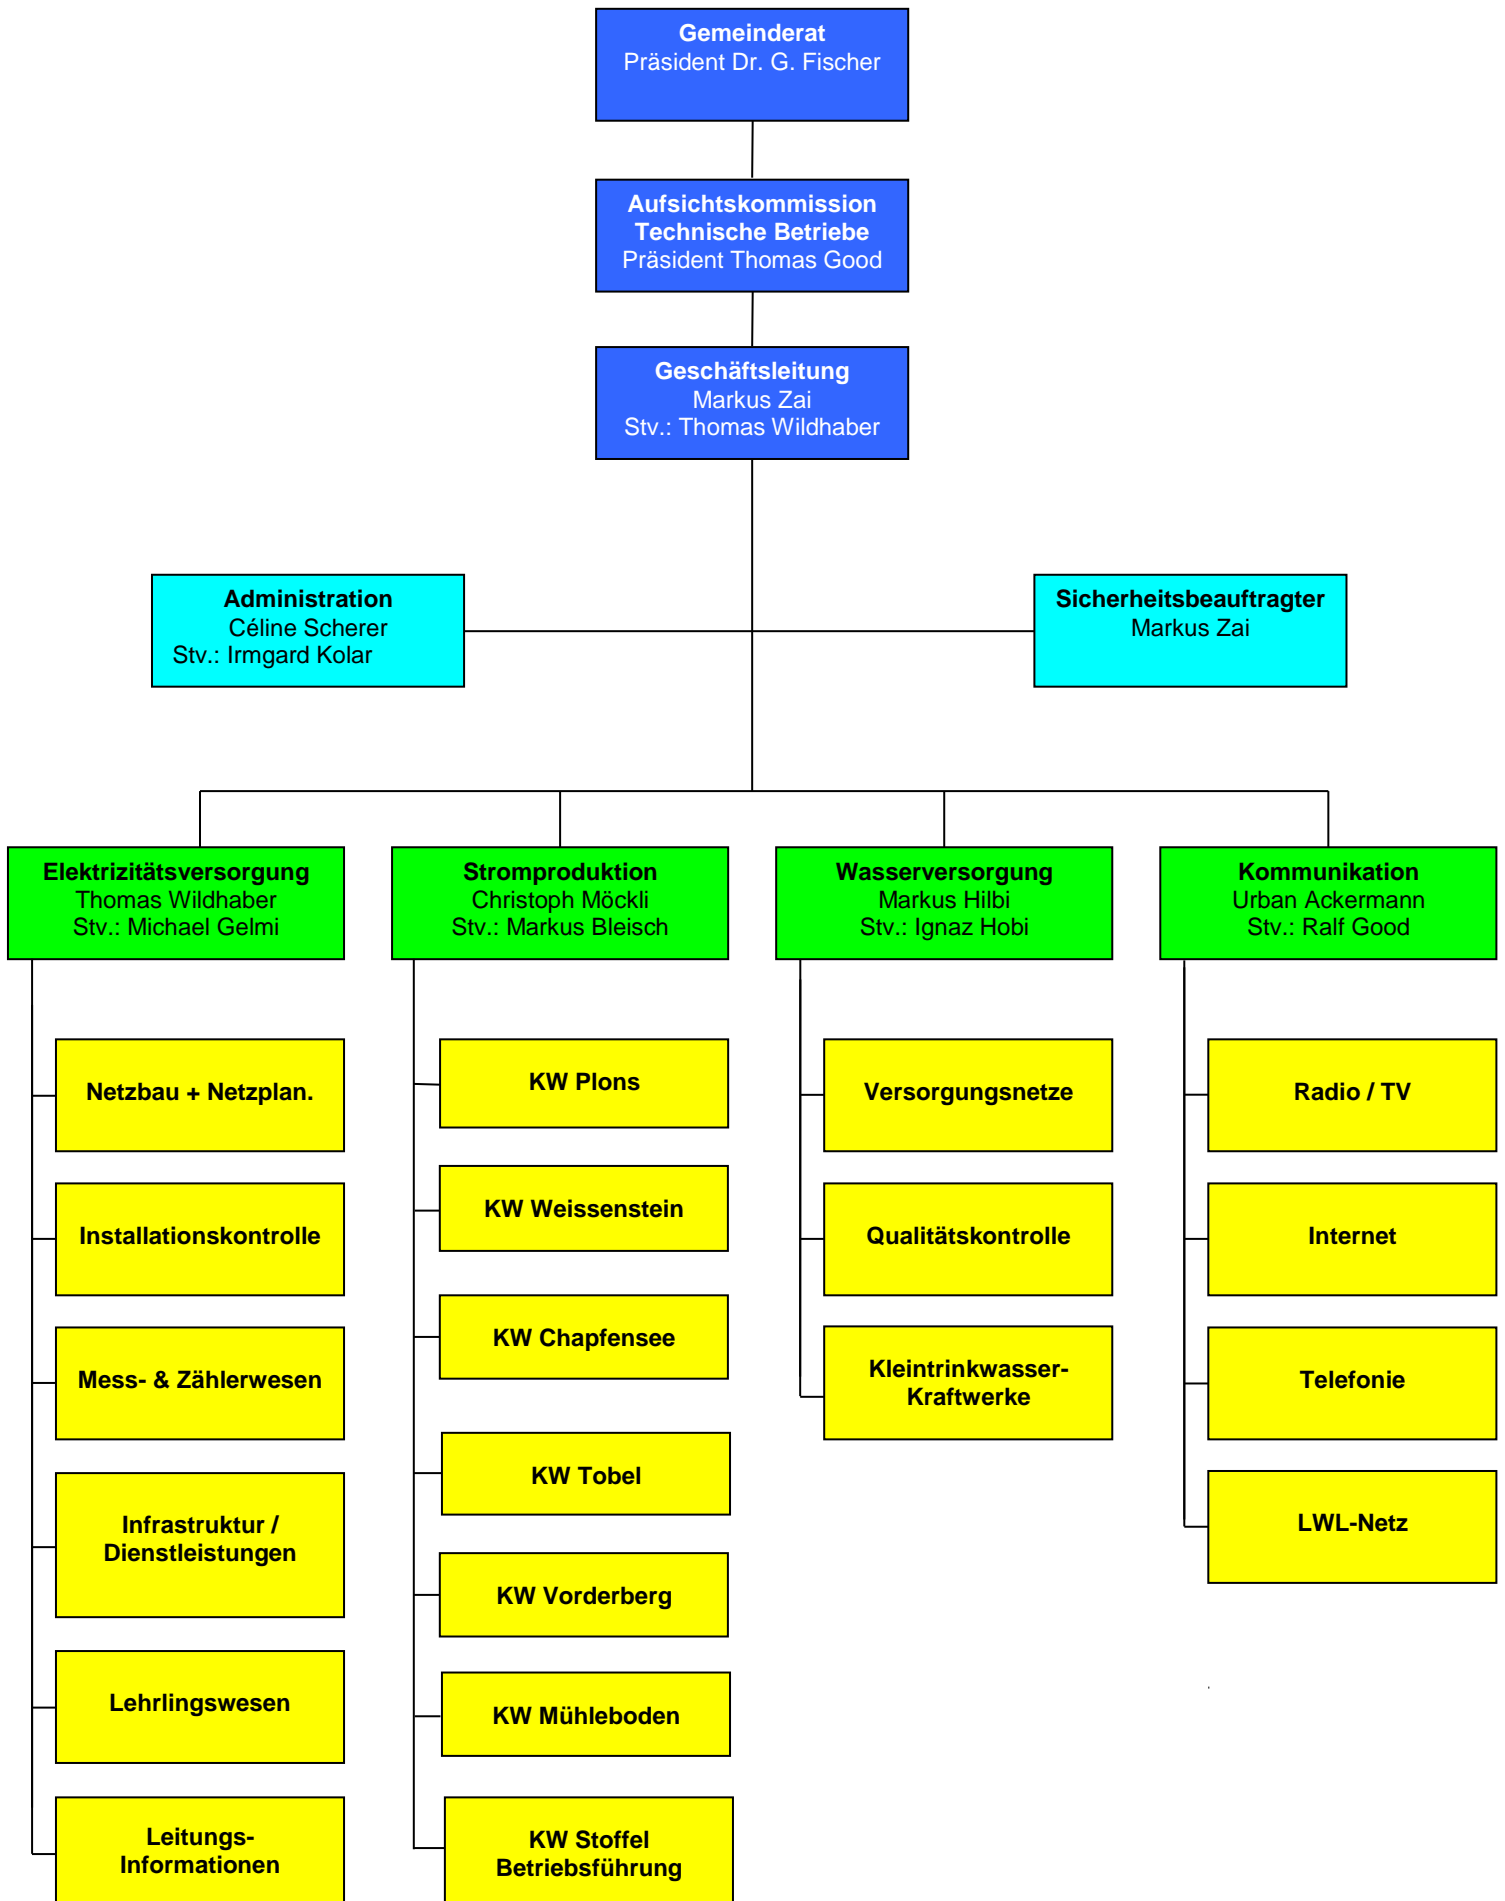 Gemeinderat
Präsident Dr. G. Fischer
Aufsichtskommission
Technische Betriebe
Präsident Thomas Good
Geschäftsleitung
Markus Zai
Stv.: Thomas Wildhaber
Administration
Céline Scherer
Stv.: Irmgard Kolar
Sicherheitsbeauftragter
Markus Zai
Elektrizitätsversorgung
Thomas Wildhaber
Stv.: Michael Gelmi
Netzbau + Netzplan.
Installationskontrolle
Mess- & Zählerwesen
Infrastruktur /
Dienstleistungen
Lehrlingswesen
Leitungs-
Informationen
Stromproduktion
Christoph Möckli
Stv.: Markus Bleisch
KW Plons
KW Weissenstein
KW Chapfensee
KW Tobel
KW Vorderberg
KW Mühleboden
KW Stoffel
Betriebsführung
Wasserversorgung
Markus Hilbi
Stv.: Ignaz Hobi
Versorgungsnetze
Qualitätskontrolle
Kleintrinkwasser-
Kraftwerke
Kommunikation
Urban Ackermann
Stv.: Ralf Good
Radio / TV
Internet
Telefonie
LWL-Netz